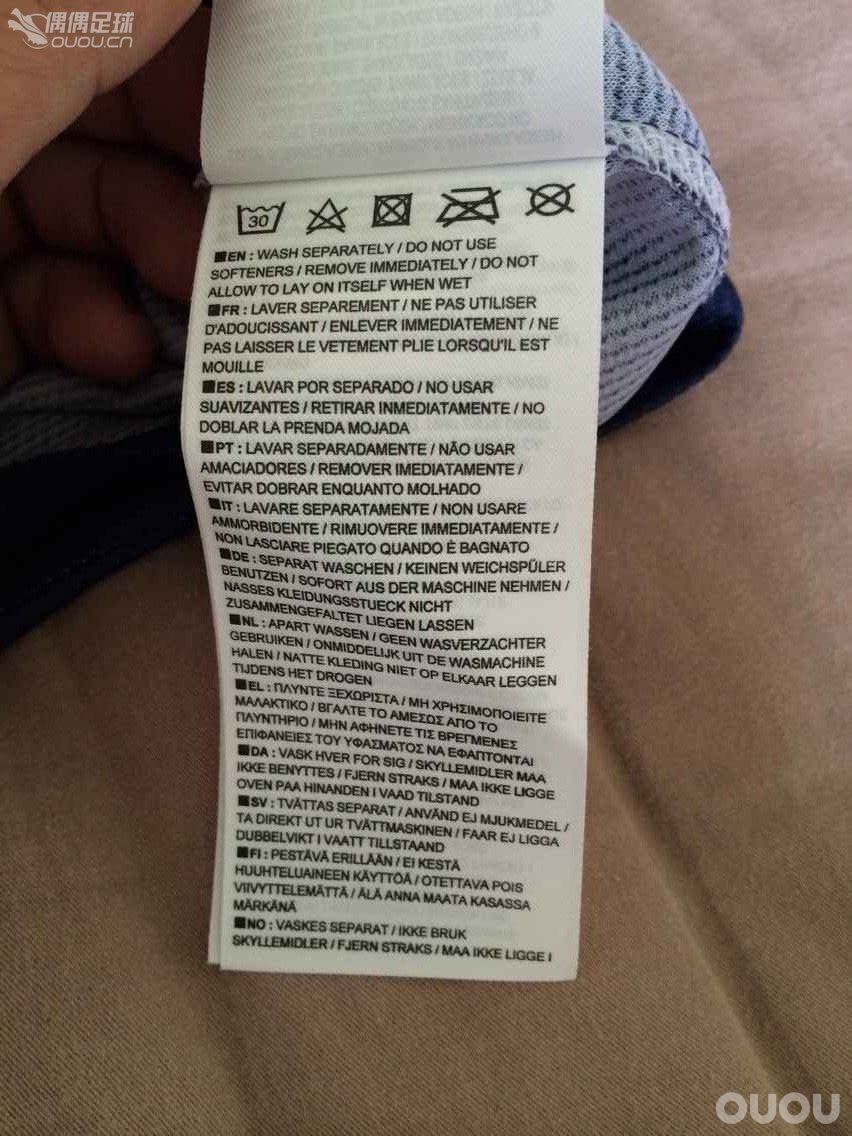 偶偶足球
OUOU.CN
30
EN : WASH SEPARATELY / DO NOT USE
SOFTENERS / REMOVE IMMEDIATELY / DO NOT
ALLOW TO LAY ON ITSELF WHEN WET
FR : LAVER SEPAREMENT / NE PAS UTILISER
D'ADOUCISSANT / ENLEVER IMMEDIATEMENT / NE
PAS LAISSER LE VETEMENT PLIE LORSQU'IL EST
MOUILLE
ES : LAVAR POR SEPARADO / NO USAR
SUAVIZANTES / RETIRAR INMEDIATAMENTE / NO
DOBLAR LA PRENDA MOJADA
PT : LAVAR SEPARADAMENTE / NÃO USAR
AMACIADORES / REMOVER IMEDIATAMENTE /
EVITAR DOBRAR ENQUANTO MOLHADO
IT : LAVARE SEPARATAMENTE / NON USARE
AMMORBIDENTE / RIMUOVERE IMMEDIATAMENTE /
NON LASCIARE PIEGATO QUANDO È BAGNATO
DE : SEPARAT WASCHEN / KEINEN WEICHSPÜLER
BENUTZEN / SOFORT AUS DER MASCHINE NEHMEN /
NASSES KLEIDUNGSSTUECK NICHT
ZUSAMMENGEFALTET LIEGEN LASSEN
NL : APART WASSEN / GEEN WASVERZACHTER
GEBRUIKEN / ONMIDDELIJK UIT DE WASMACHINE
HALEN / NATTE KLEDING NIET OP ELKAAR LEGGEN
TIJDENS HET DROGEN
EL : ΠΛΥΝΤΕ ΞΕΧΩΡΙΣΤΑ / ΜΗ ΧΡΗΣΙΜΟΠΟΙΕΙΤΕ
ΜΑΛΑΚΤΙΚΟ / ΒΓΑΛΤΕ ΤΟ ΑΜΕΣΩΣ ΑΠΟ ΤΟ
ΠΛΥΝΤΗΡΙΟ / ΜΗΝ ΑΦΗΝΕΤΕ ΤΙΣ ΒΡΕΓΜΕΝΕΣ
ΕΠΙΦΑΝΕΙΕΣ ΤΟΥ ΥΦΑΣΜΑΤΟΣ ΝΑ ΕΦΑΠΤΟΝΤΑΙ
DA : VASK HVER FOR SIG / SKYLLEMIDLER MAA
IKKE BENYTTES / FJERN STRAKS / MAA IKKE LIGGE
OVEN PAA HINANDEN I VAAD TILSTAND
SV : TVÄTTAS SEPARAT / ANVÄND EJ MJUKMEDEL /
TA DIREKT UT UR TVÄTTMASKINEN / FAAR EJ LIGGA
DUBBELVIKT I VAATT TILLSTAAND
FI : PESTÄVÄ ERILLÄÄN / EI KESTÄ
HUUHTELUAINEEN KÄYTTÖÄ / OTETTAVA POIS
VIIVYTTELEMÄTTÄ / ÄLÄ ANNA MAATA KASASSA
MÄRKÄNÄ
NO : VASKES SEPARAT / IKKE BRUK
SKYLLEMIDLER / FJERN STRAKS / MAA IKKE LIGGE I
OUOU